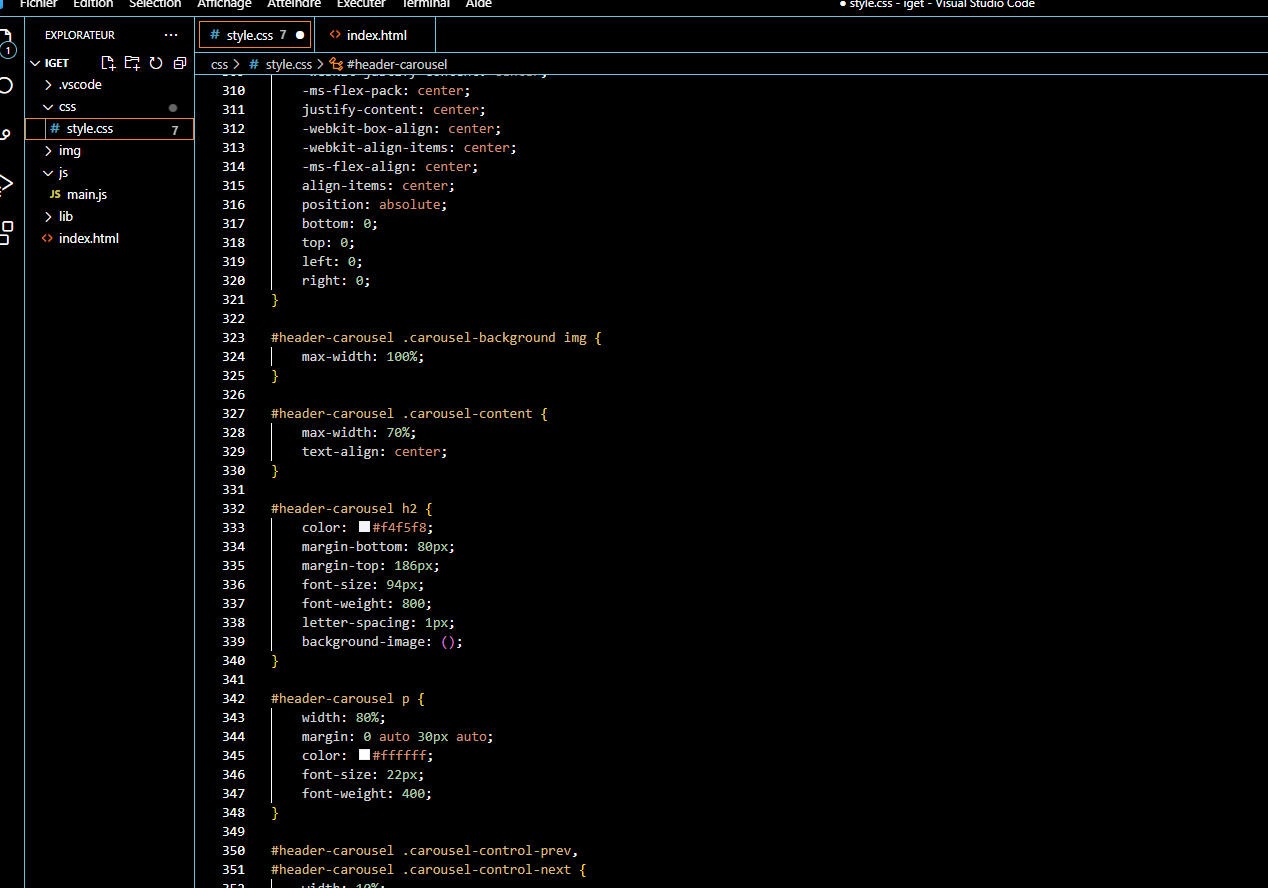 Fichier Edition Sélection Affichage Atteindre Exécuter Terminal Aide
● style.css - iget - Visual Studio Code
EXPLORATEUR ···
# style.css 7 ●
<> index.html
1
IGET
css > # style.css > #header-carousel
.vscode
css
# style.css 7
img
js
JS main.js
lib
<> index.html
309 -webkit-justify-content: center;
310 -ms-flex-pack: center;
311 justify-content: center;
312 -webkit-box-align: center;
313 -webkit-align-items: center;
314 -ms-flex-align: center;
315 align-items: center;
316 position: absolute;
317 bottom: 0;
318 top: 0;
319 left: 0;
320 right: 0;
321 }
322
323 #header-carousel .carousel-background img {
324 max-width: 100%;
325 }
326
327 #header-carousel .carousel-content {
328 max-width: 70%;
329 text-align: center;
330 }
331
332 #header-carousel h2 {
333 color: #f4f5f8;
334 margin-bottom: 80px;
335 margin-top: 186px;
336 font-size: 94px;
337 font-weight: 800;
338 letter-spacing: 1px;
339 background-image: ();
340 }
341
342 #header-carousel p {
343 width: 80%;
344 margin: 0 auto 30px auto;
345 color: #ffffff;
346 font-size: 22px;
347 font-weight: 400;
348 }
349
350 #header-carousel .carousel-control-prev,
351 #header-carousel .carousel-control-next {
352 width: 10%;